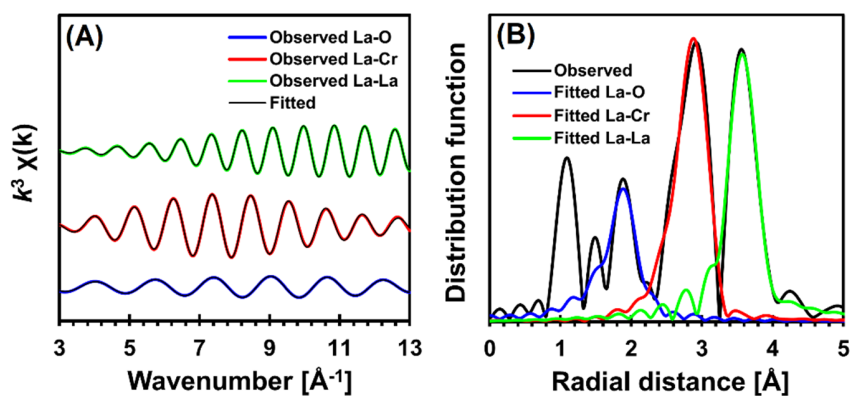 (A)
Observed La-O
Observed La-Cr
Observed La-La
Fitted
k³ χ(k)
3 5 7 9 11 13
Wavenumber [Å⁻¹]
(B)
Observed
Fitted La-O
Fitted La-Cr
Fitted La-La
Distribution function
0 1 2 3 4 5
Radial distance [Å]